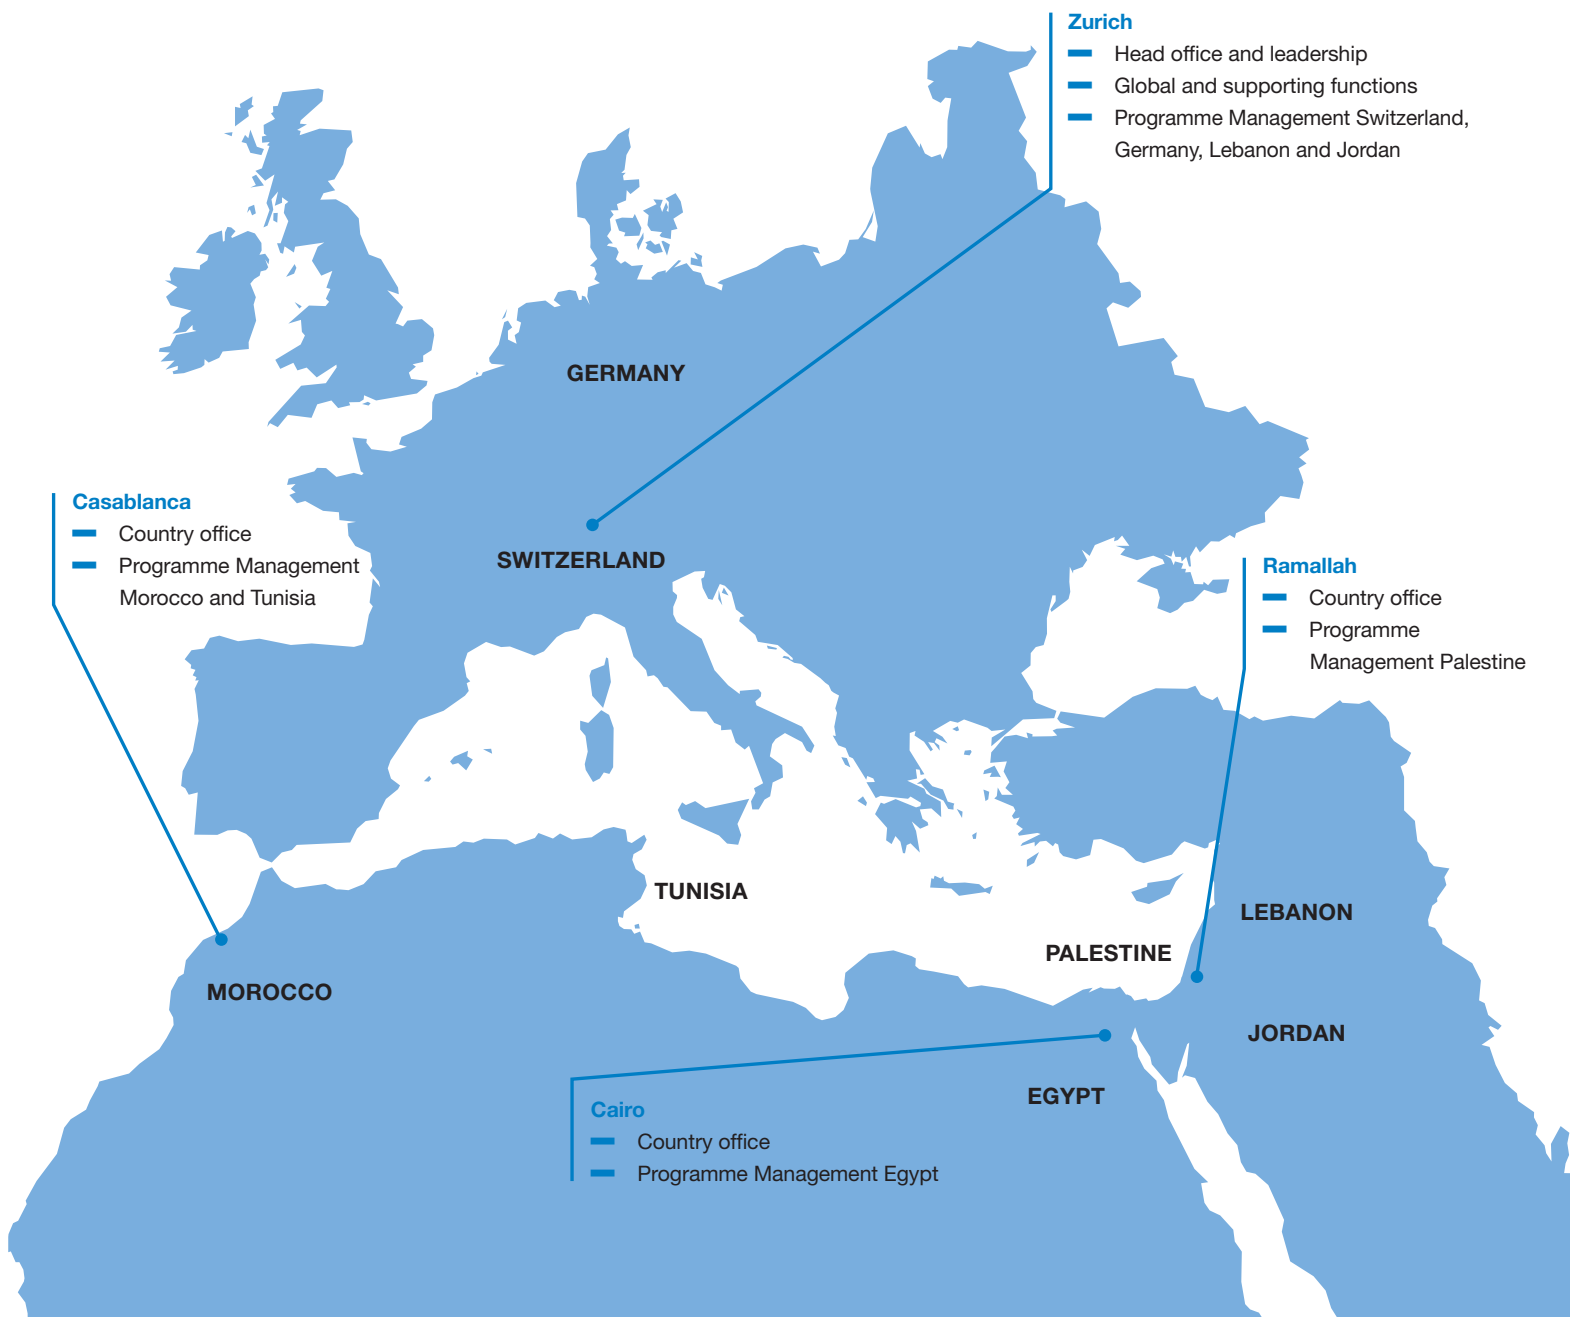 Zurich
Head office and leadership
Global and supporting functions
Programme Management Switzerland,
Germany, Lebanon and Jordan
GERMANY
Casablanca
Country office
Programme Management
Morocco and Tunisia
SWITZERLAND
Ramallah
Country office
Programme
Management Palestine
TUNISIA
LEBANON
PALESTINE
MOROCCO
JORDAN
EGYPT
Cairo
Country office
Programme Management Egypt